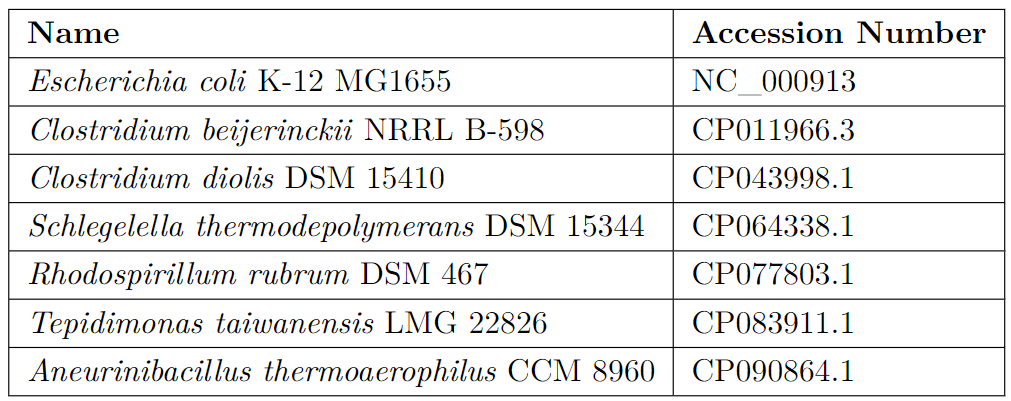 Name Accession Number
Escherichia coli K-12 MG1655 NC_000913
Clostridium beijerinckii NRRL B-598 CP011966.3
Clostridium diolis DSM 15410 CP043998.1
Schlegelella thermodepolymerans DSM 15344 CP064338.1
Rhodospirillum rubrum DSM 467 CP077803.1
Tepidimonas taiwanensis LMG 22826 CP083911.1
Aneurinibacillus thermoaerophilus CCM 8960 CP090864.1